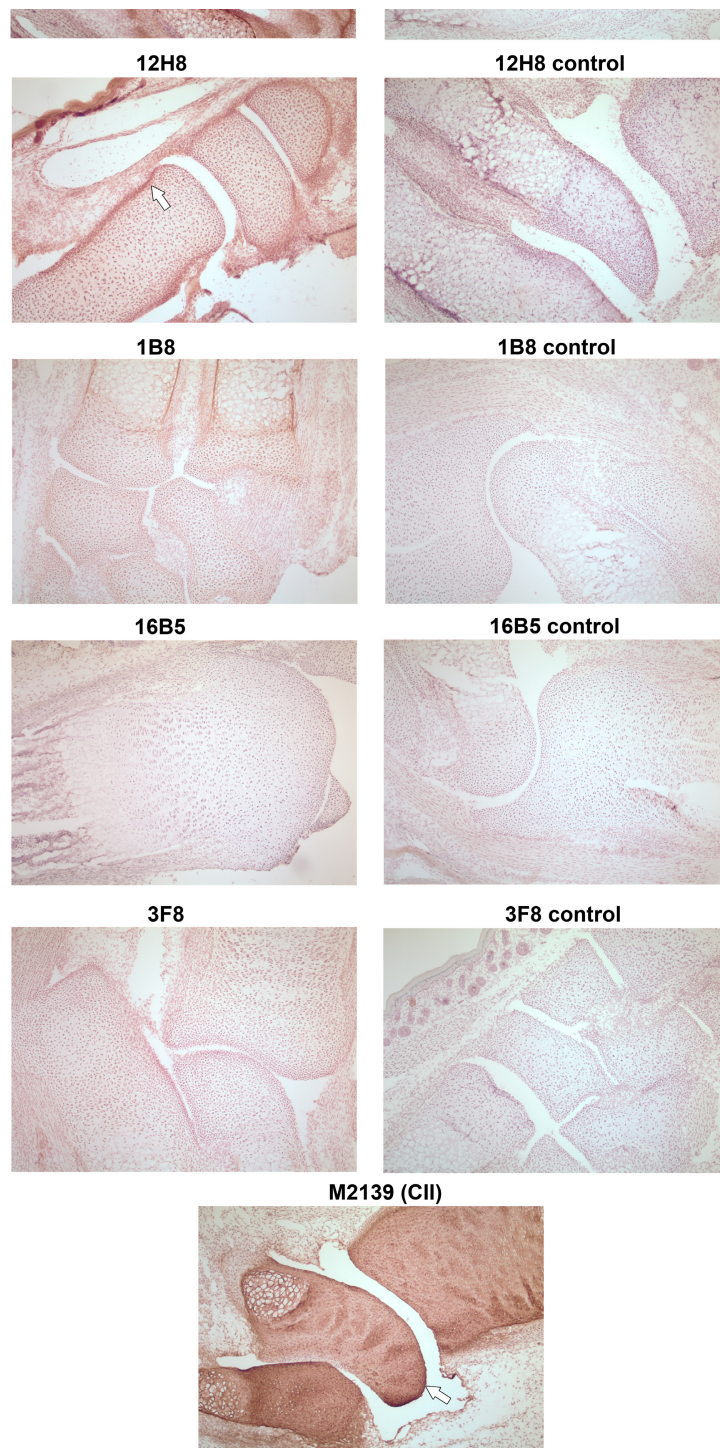 12H8
12H8 control
1B8
1B8 control
16B5
16B5 control
3F8
3F8 control
M2139 (CII)